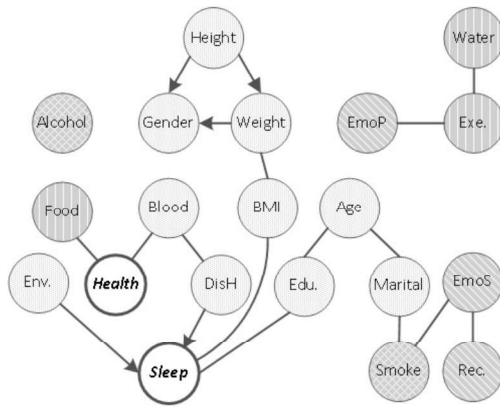 Height
Water
Alcohol
Gender
Weight
EmoP
Exe.
Food
Blood
BMI
Age
Env.
Health
DisH
Edu.
Marital
EmoS
Sleep
Smoke
Rec.